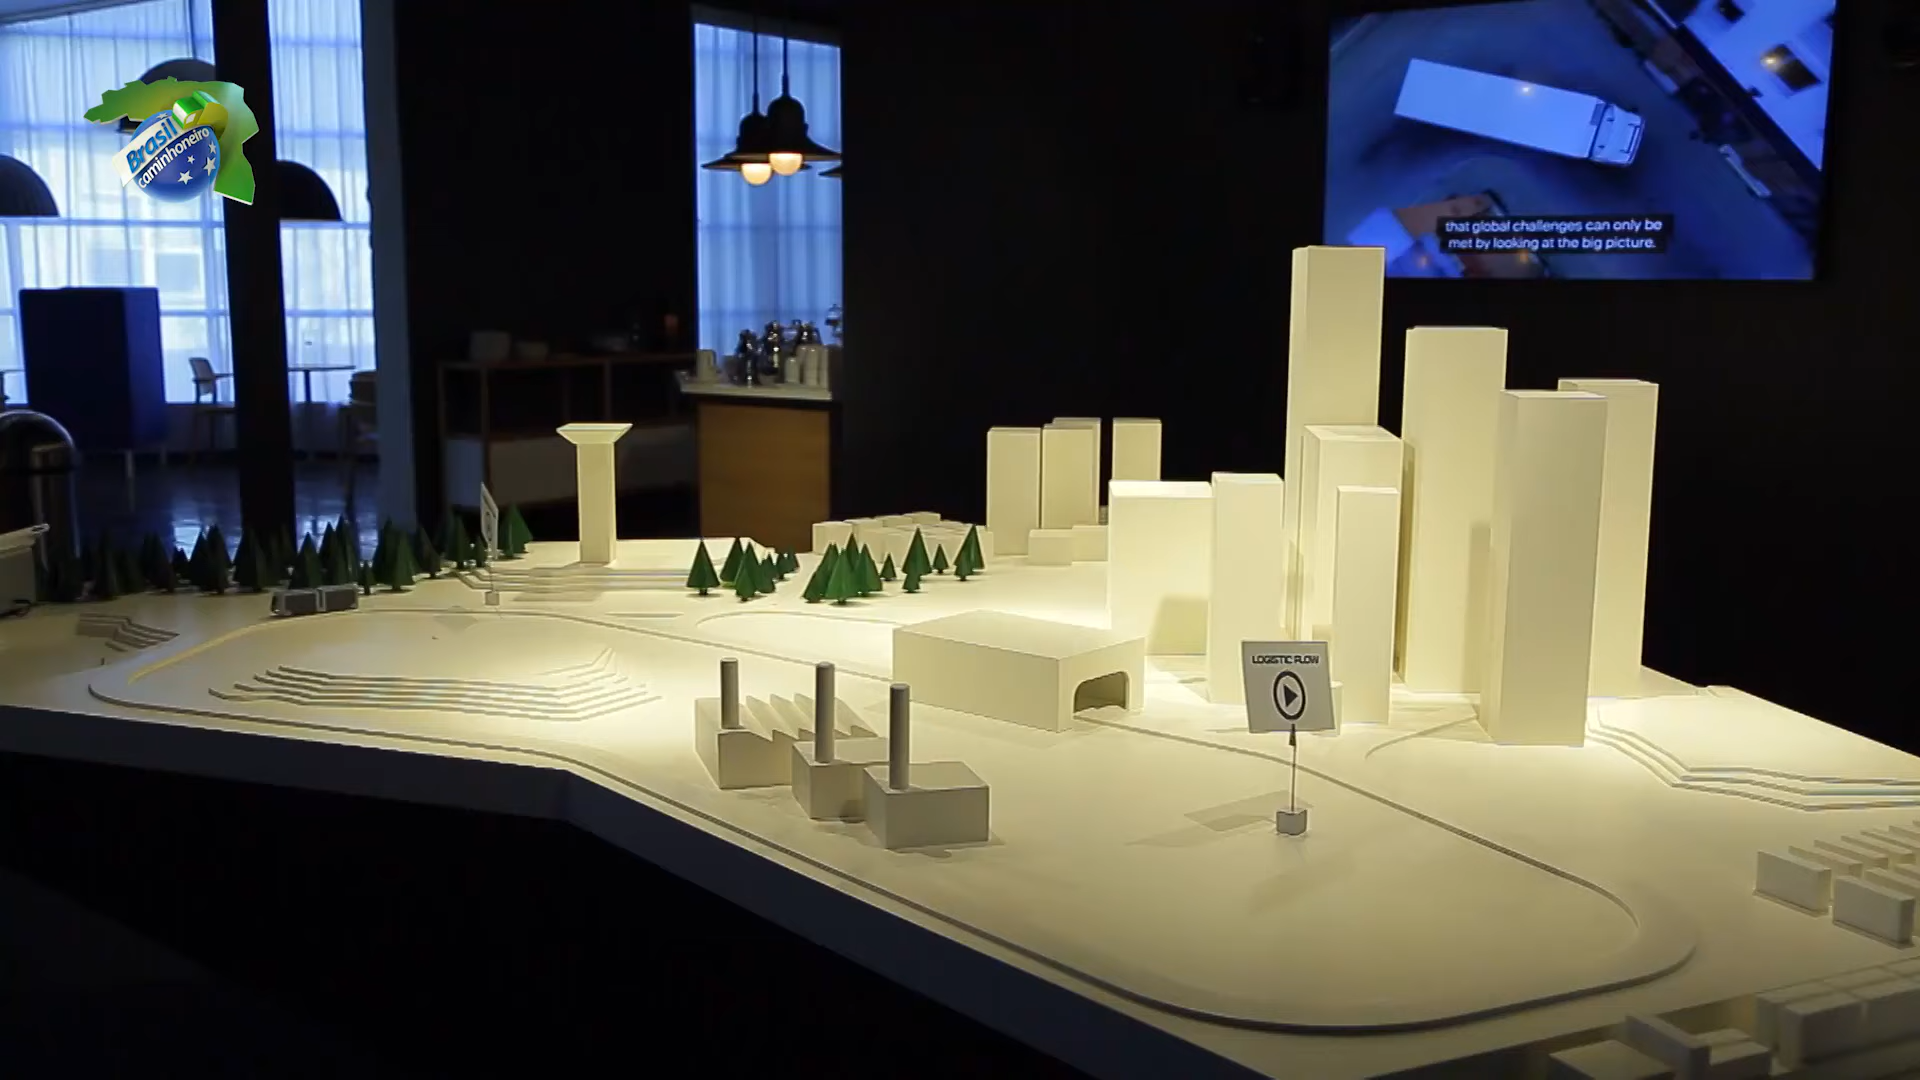 Brasil
caminhoneiro
that global challenges can only be
met by looking at the big picture.
LOGISTIC FLOW